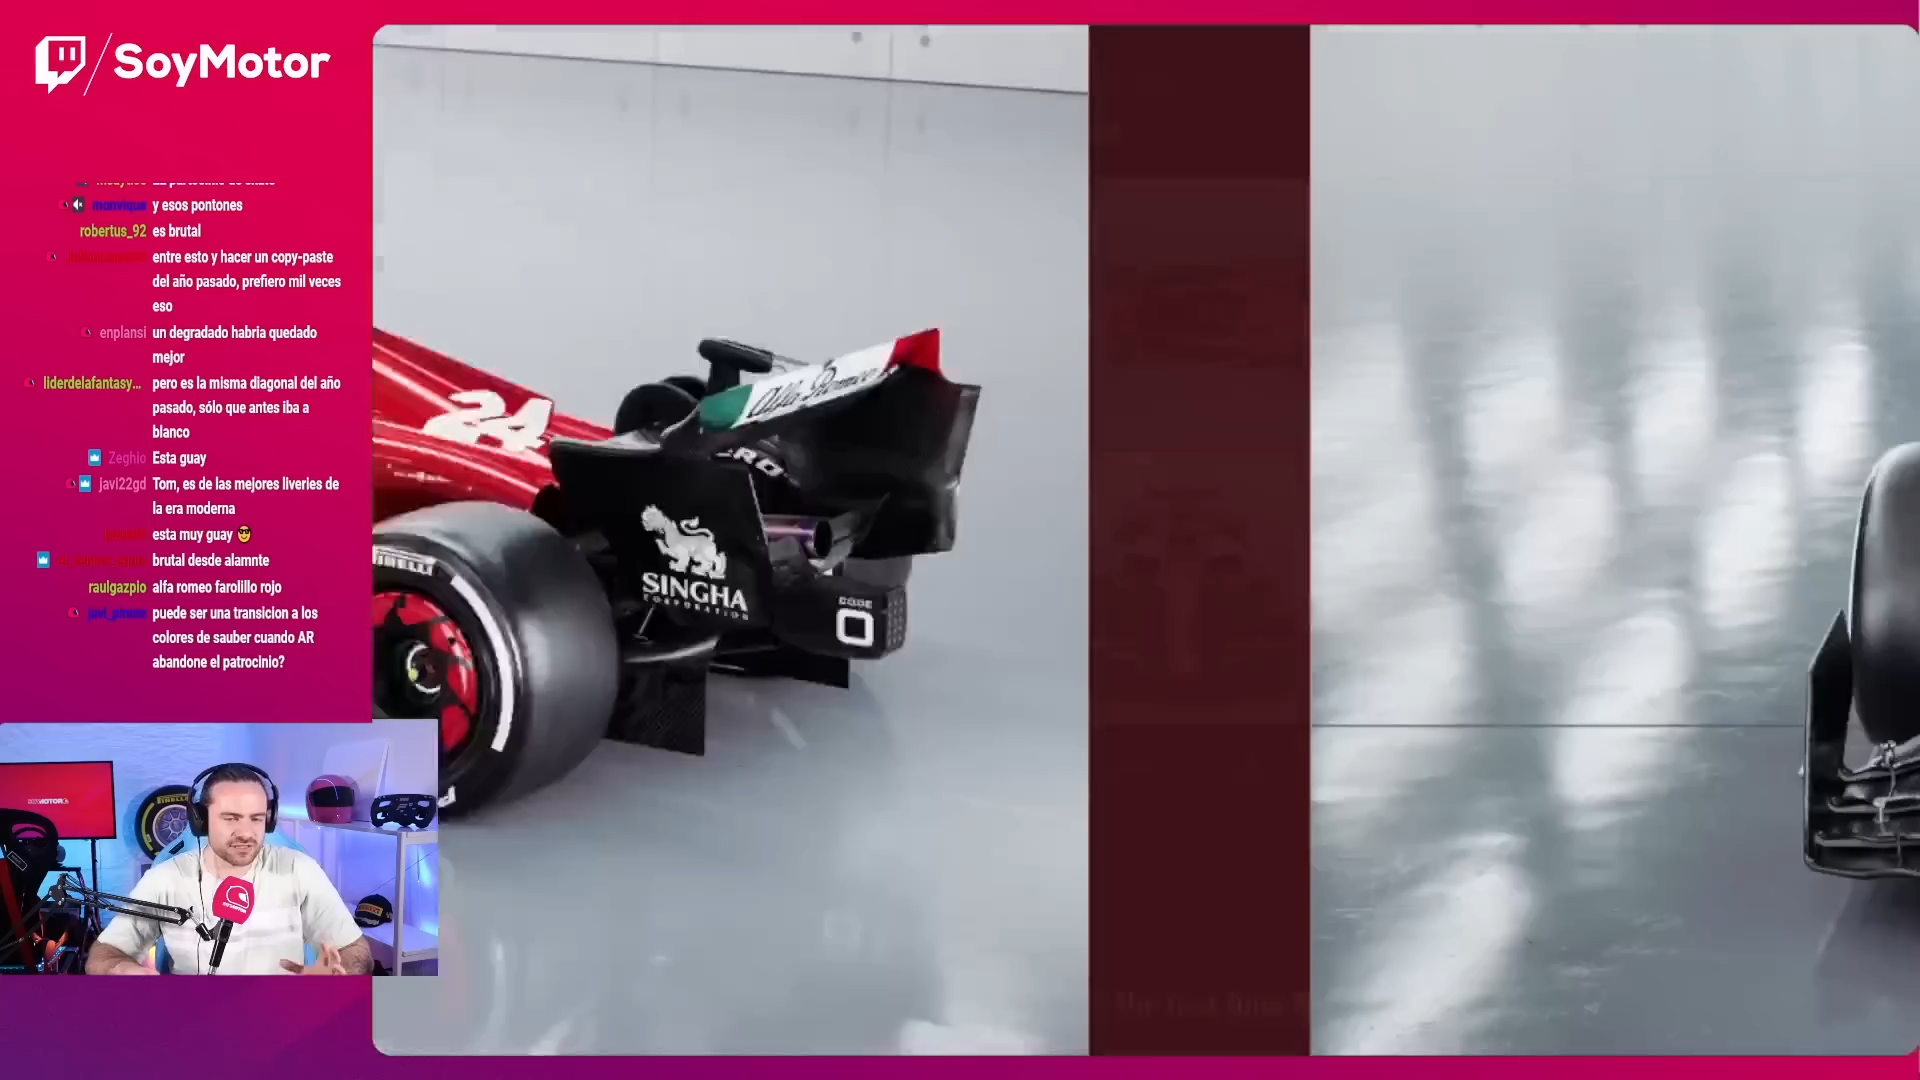 SoyMotor
monvique y esos pontones
robertus_92 es brutal
entre esto y hacer un copy-paste
del año pasado, prefiero mil veces
eso
enplansi un degradado habria quedado
mejor
liderdelafantasy... pero es la misma diagonal del año
pasado, sólo que antes iba a
blanco
Zeghio Esta guay
javi22gd Tom, es de las mejores liveries de
la era moderna
esta muy guay
brutal desde alamnte
raulgazpio alfa romeo farolillo rojo
puede ser una transicion a los
colores de sauber cuando AR
abandone el patrocinio?
24
Alfa Romeo
SINGHA
CORPORATION
CODE
0
PIRELLI